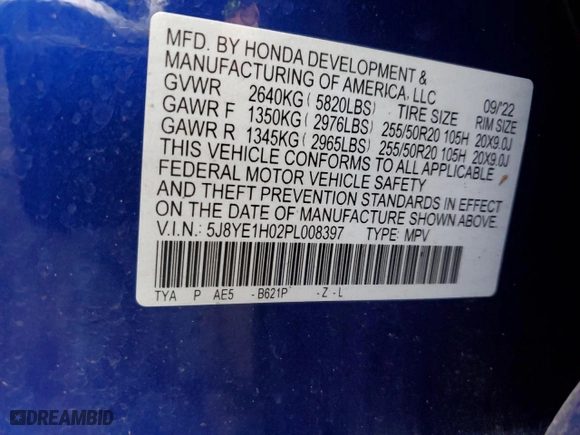 MFD. BY HONDA DEVELOPMENT &
MANUFACTURING OF AMERICA, LLC 09/'22
GVWR 2640KG ( 5820LBS) TIRE SIZE RIM SIZE
GAWR F 1350KG ( 2976LBS) 255/50R20 105H 20X9.0J
GAWR R 1345KG ( 2965LBS) 255/50R20 105H 20X9.0J
THIS VEHICLE CONFORMS TO ALL APPLICABLE
FEDERAL MOTOR VEHICLE SAFETY
AND THEFT PREVENTION STANDARDS IN EFFECT
ON THE DATE OF MANUFACTURE SHOWN ABOVE.
V.I.N.: 5J8YE1H02PL008397 TYPE: MPV
TYA P AE5 - B621P - Z - L
DREAMBID